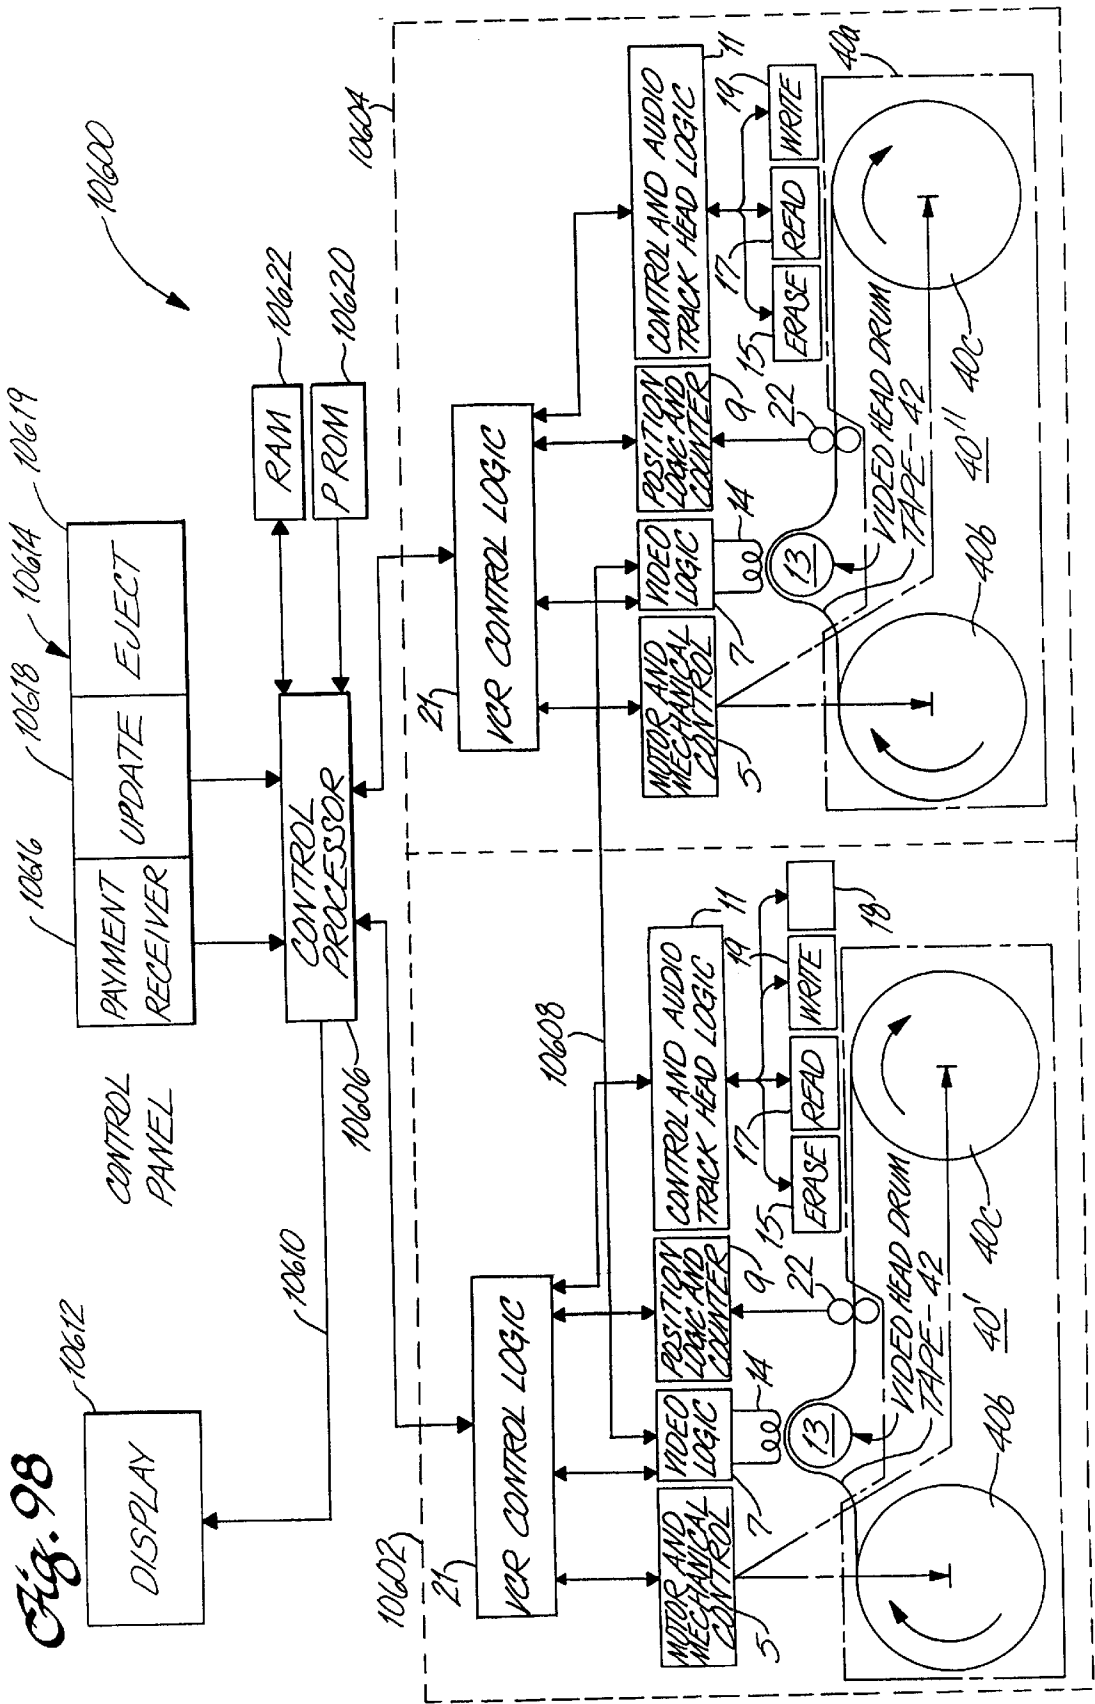 Fig. 98
10600
10612
DISPLAY
10610
CONTROL
PANEL
10616
10618
10614
10619
PAYMENT
RECEIVER
UPDATE
EJECT
CONTROL
PROCESSOR
10606
RAM
10622
PROM
10620
10602
21
VCR CONTROL LOGIC
10608
MOTOR AND
MECHANICAL
CONTROL
5
VIDEO
LOGIC
7
14
POSITION
LOGIC AND
COUNTER
9
22
CONTROL AND AUDIO
TRACK HEAD LOGIC
11
15
ERASE
17
READ
19
WRITE
18
13
VIDEO HEAD DRUM
TAPE-42
40b
40'
40c
10604
21
VCR CONTROL LOGIC
MOTOR AND
MECHANICAL
CONTROL
5
VIDEO
LOGIC
7
14
POSITION
LOGIC AND
COUNTER
9
22
CONTROL AND AUDIO
TRACK HEAD LOGIC
11
15
ERASE
17
READ
19
WRITE
40a
13
VIDEO HEAD DRUM
TAPE-42
40b
40''
40c